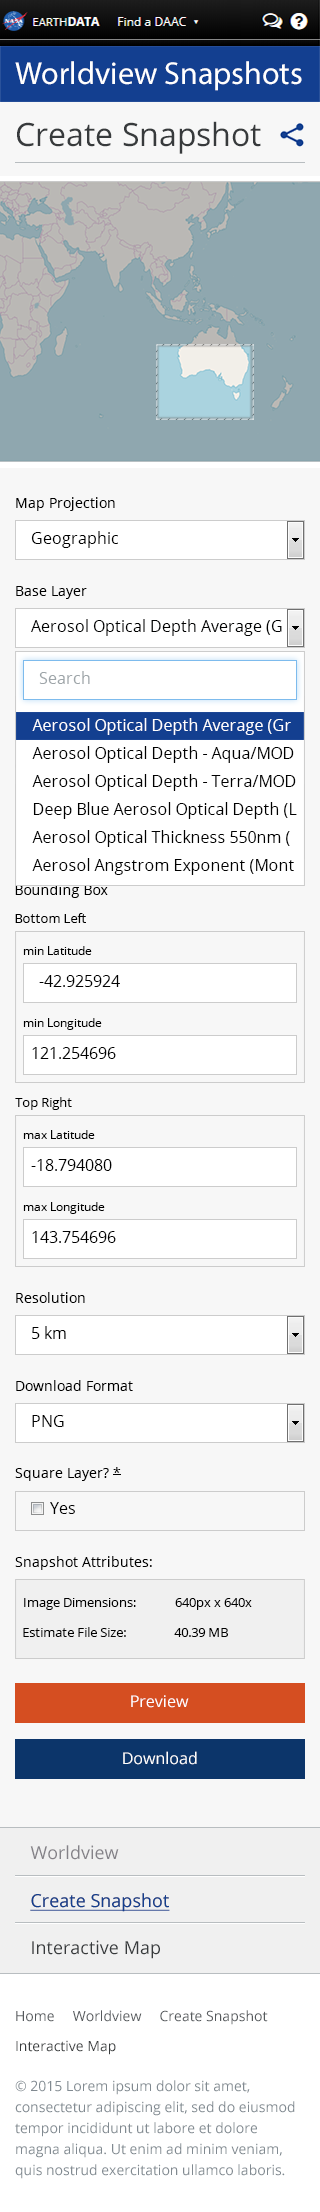 NASA EARTHDATA Find a DAAC
Worldview Snapshots
Create Snapshot
Map Projection
Geographic
Base Layer
Aerosol Optical Depth Average (G
Search
Aerosol Optical Depth Average (Gr
Aerosol Optical Depth - Aqua/MOD
Aerosol Optical Depth - Terra/MOD
Deep Blue Aerosol Optical Depth (L
Aerosol Optical Thickness 550nm (
Aerosol Angstrom Exponent (Mont
Bounding Box
Bottom Left
min Latitude
-42.925924
min Longitude
121.254696
Top Right
max Latitude
-18.794080
max Longitude
143.754696
Resolution
5 km
Download Format
PNG
Square Layer? *
Yes
Snapshot Attributes:
Image Dimensions: 640px x 640x
Estimate File Size: 40.39 MB
Preview
Download
Worldview
Create Snapshot
Interactive Map
Home Worldview Create Snapshot
Interactive Map
© 2015 Lorem ipsum dolor sit amet,
consectetur adipiscing elit, sed do eiusmod
tempor incididunt ut labore et dolore
magna aliqua. Ut enim ad minim veniam,
quis nostrud exercitation ullamco laboris.